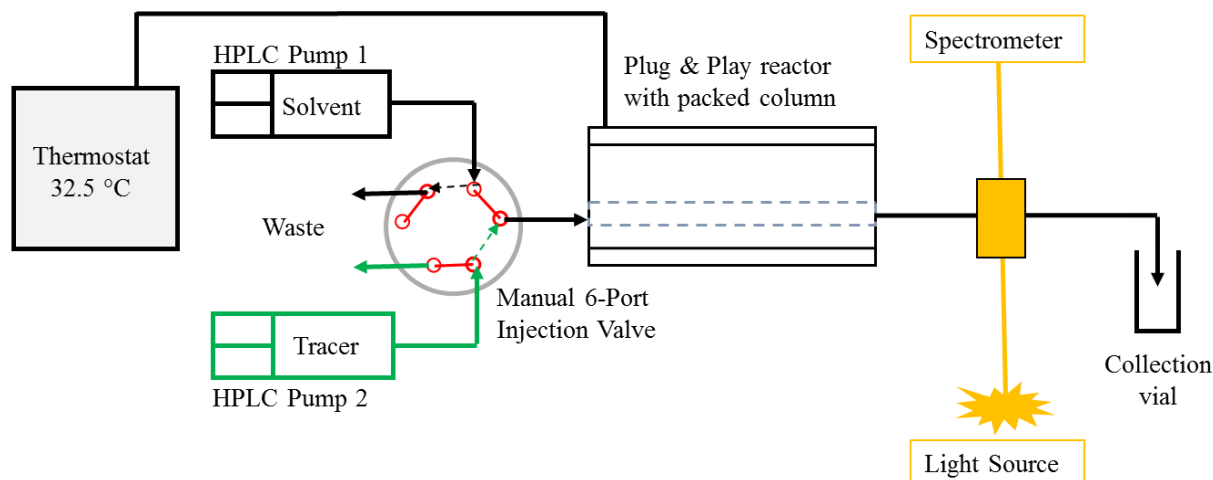 HPLC Pump 1
Solvent
Thermostat
32.5 °C
Plug & Play reactor
with packed column
Spectrometer
Waste
Manual 6-Port
Injection Valve
Tracer
HPLC Pump 2
Collection
vial
Light Source